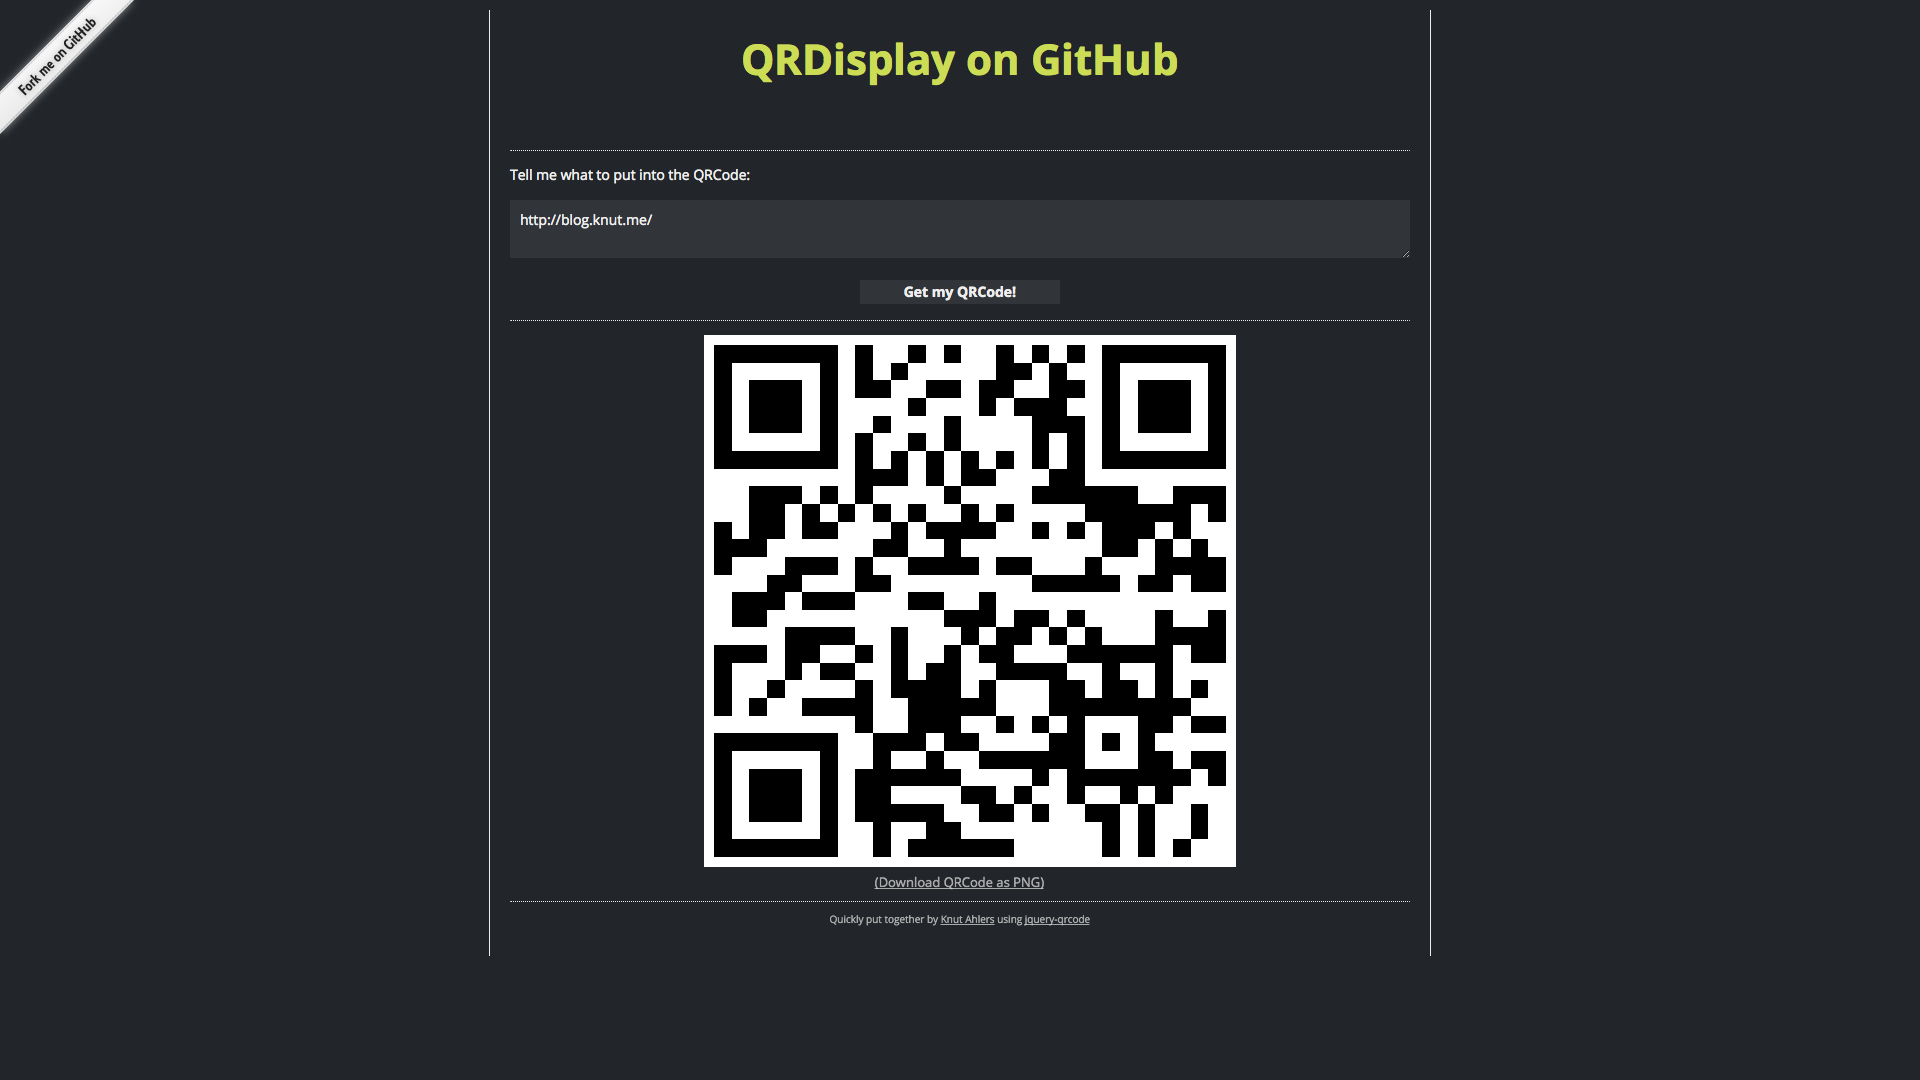 Fork me on GitHub
QRDisplay on GitHub
Tell me what to put into the QRCode:
http://blog.knut.me/
Get my QRCode!
(Download QRCode as PNG)
Quickly put together by Knut Ahlers using jquery-qrcode